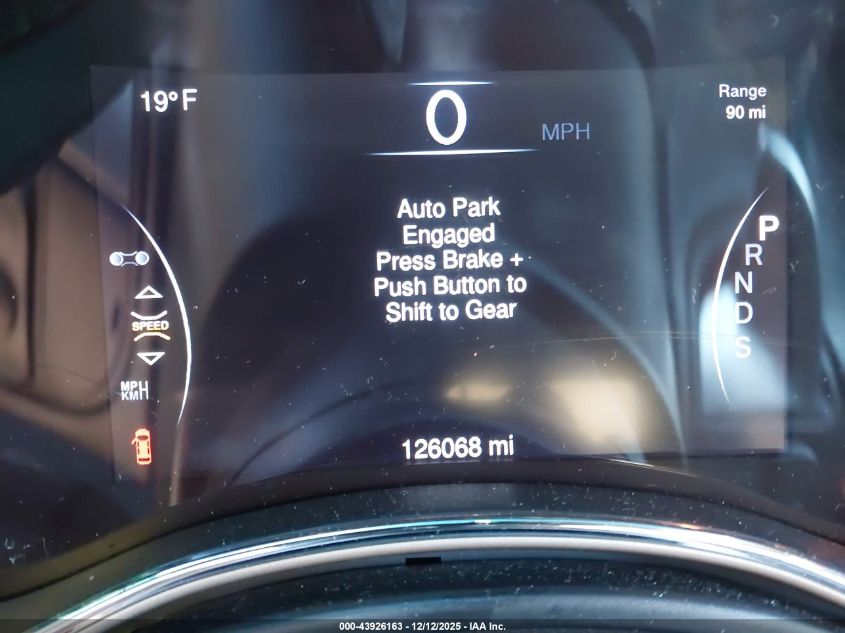 19°F
0
MPH
Range
90 mi
Auto Park
Engaged
Press Brake +
Push Button to
Shift to Gear
P
R
N
D
S
SPEED
MPH
KMH
126068 mi
000-43926163 - 12/12/2025 - IAA Inc.